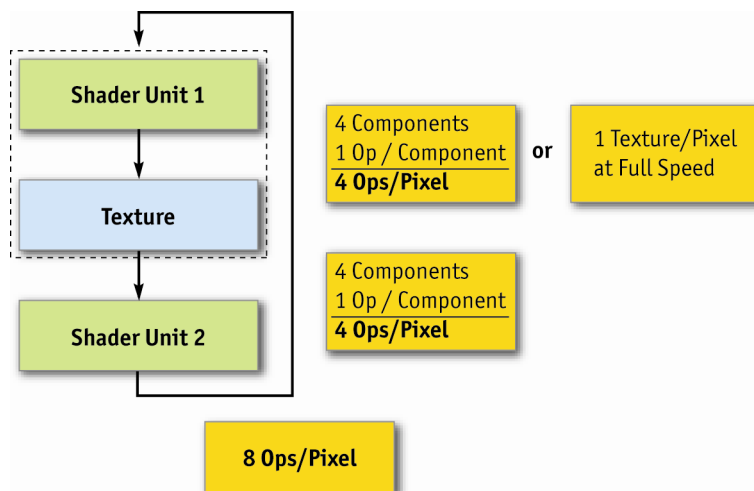 Shader Unit 1
4 Components
1 Op / Component
4 Ops/Pixel
or
1 Texture/Pixel
at Full Speed
Texture
4 Components
1 Op / Component
4 Ops/Pixel
Shader Unit 2
8 Ops/Pixel